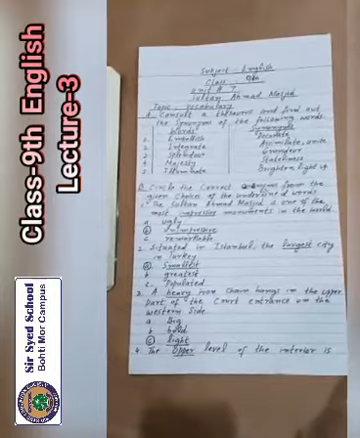 Class-9th English
Lecture-3
Sir Syed School
Bohti Mor Campus
Subject - English
Class 9th
Unit # 7
Sultan Ahmad Masjid
Topic - Vocabulary
A. Consult a thesaurus and find out
the Synonyms of the following words.
Words Synonyms
1. Embellish Decorate
2. Integrate Assimilate, unite
3. Splendour Grandeur
4. Majesty Stateliness
5. Illuminate Brighten, light up
B. Circle the Correct from the
given choice of the underlined words.
1. The Sultan Ahmad Masjid is one of the
most impressive monuments in the world.
a ugly
b unimpressive
c remarkable
2. Situated in Istanbul, the largest city
in Turkey
a Smallest
b greatest
c. Populated
3. A heavy iron chain hangs in the upper
part of the Court entrance on the
western Side.
a Big
b bold
c light
4. The Upper level of the interior is